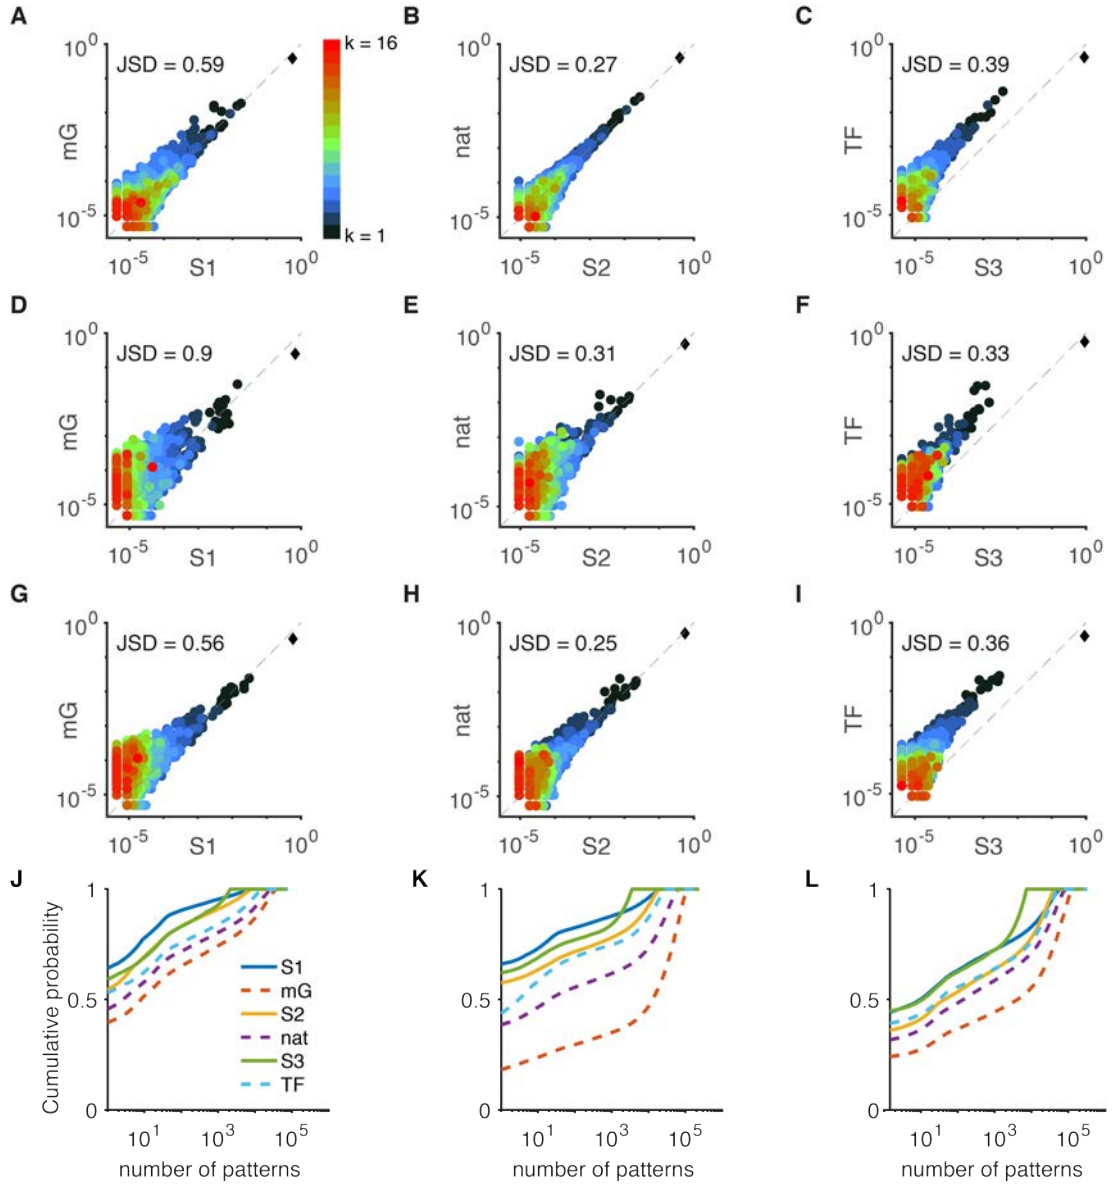 A
B
C
10^0
JSD = 0.59
k = 16
mG
10^-5
k = 1
10^-5
S1
10^0
10^0
JSD = 0.27
nat
10^-5
10^-5
S2
10^0
10^0
JSD = 0.39
TF
10^-5
10^-5
S3
10^0
D
E
F
10^0
JSD = 0.9
mG
10^-5
10^-5
S1
10^0
10^0
JSD = 0.31
nat
10^-5
10^-5
S2
10^0
10^0
JSD = 0.33
TF
10^-5
10^-5
S3
10^0
G
H
I
10^0
JSD = 0.56
mG
10^-5
10^-5
S1
10^0
10^0
JSD = 0.25
nat
10^-5
10^-5
S2
10^0
10^0
JSD = 0.36
TF
10^-5
10^-5
S3
10^0
J
K
L
Cumulative probability
1
0.5
0
S1
mG
S2
nat
S3
TF
10^1
10^3
10^5
number of patterns
1
0.5
0
10^1
10^3
10^5
number of patterns
1
0.5
0
10^1
10^3
10^5
number of patterns